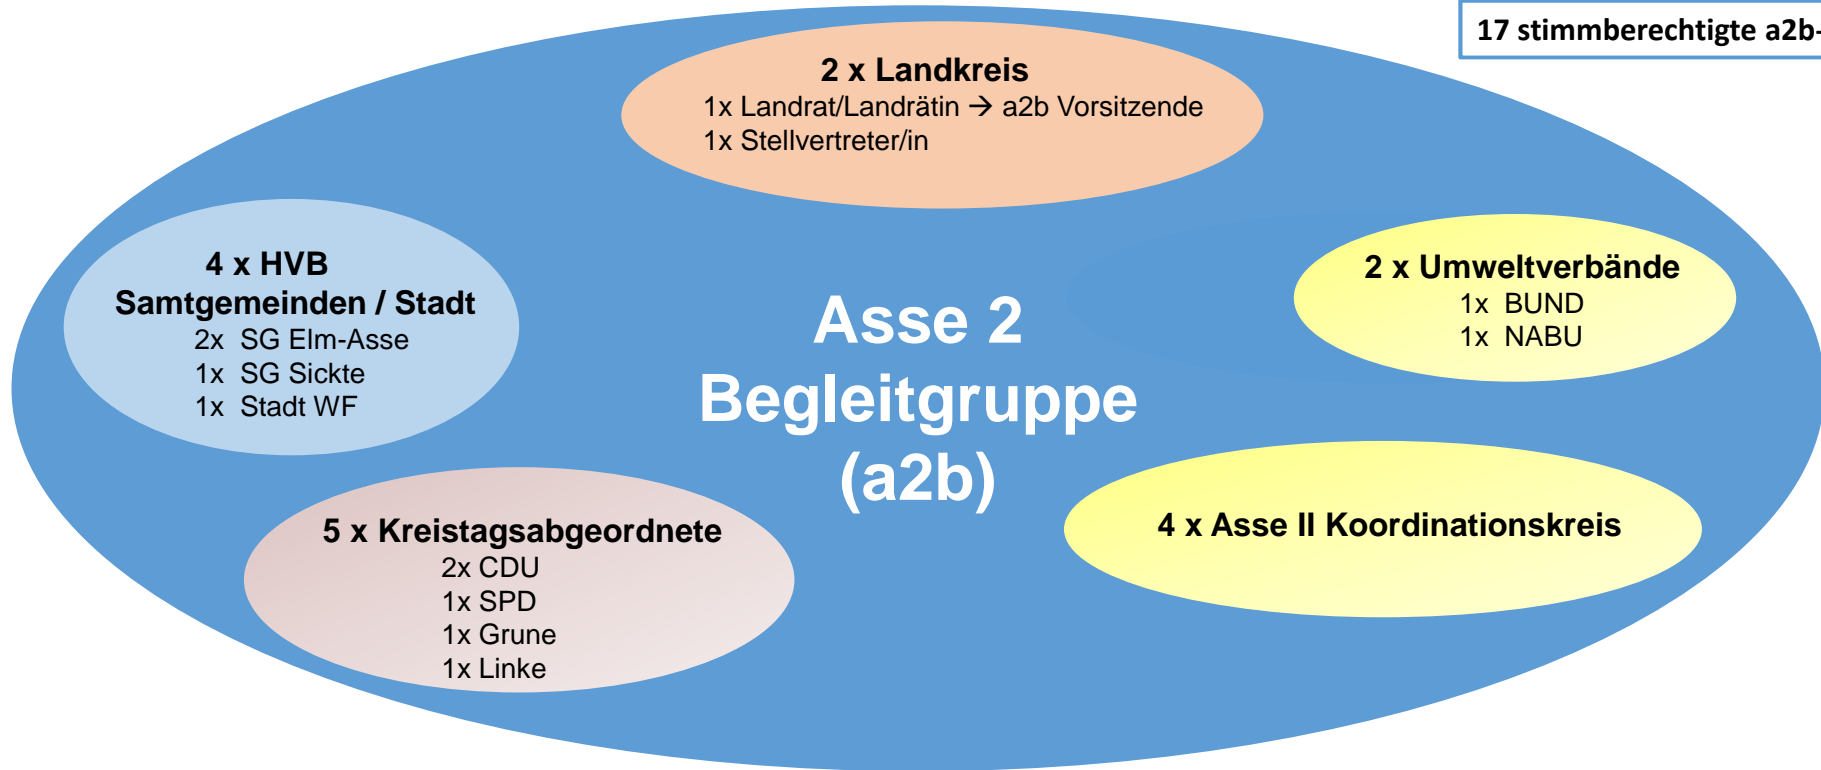 17 stimmberechtigte a2b-
2 x Landkreis
1x Landrat/Landrätin → a2b Vorsitzende
1x Stellvertreter/in
4 x HVB
Samtgemeinden / Stadt
2x SG Elm-Asse
1x SG Sickte
1x Stadt WF
2 x Umweltverbände
1x BUND
1x NABU
Asse 2
Begleitgruppe
(a2b)
5 x Kreistagsabgeordnete
2x CDU
1x SPD
1x Grune
1x Linke
4 x Asse II Koordinationskreis